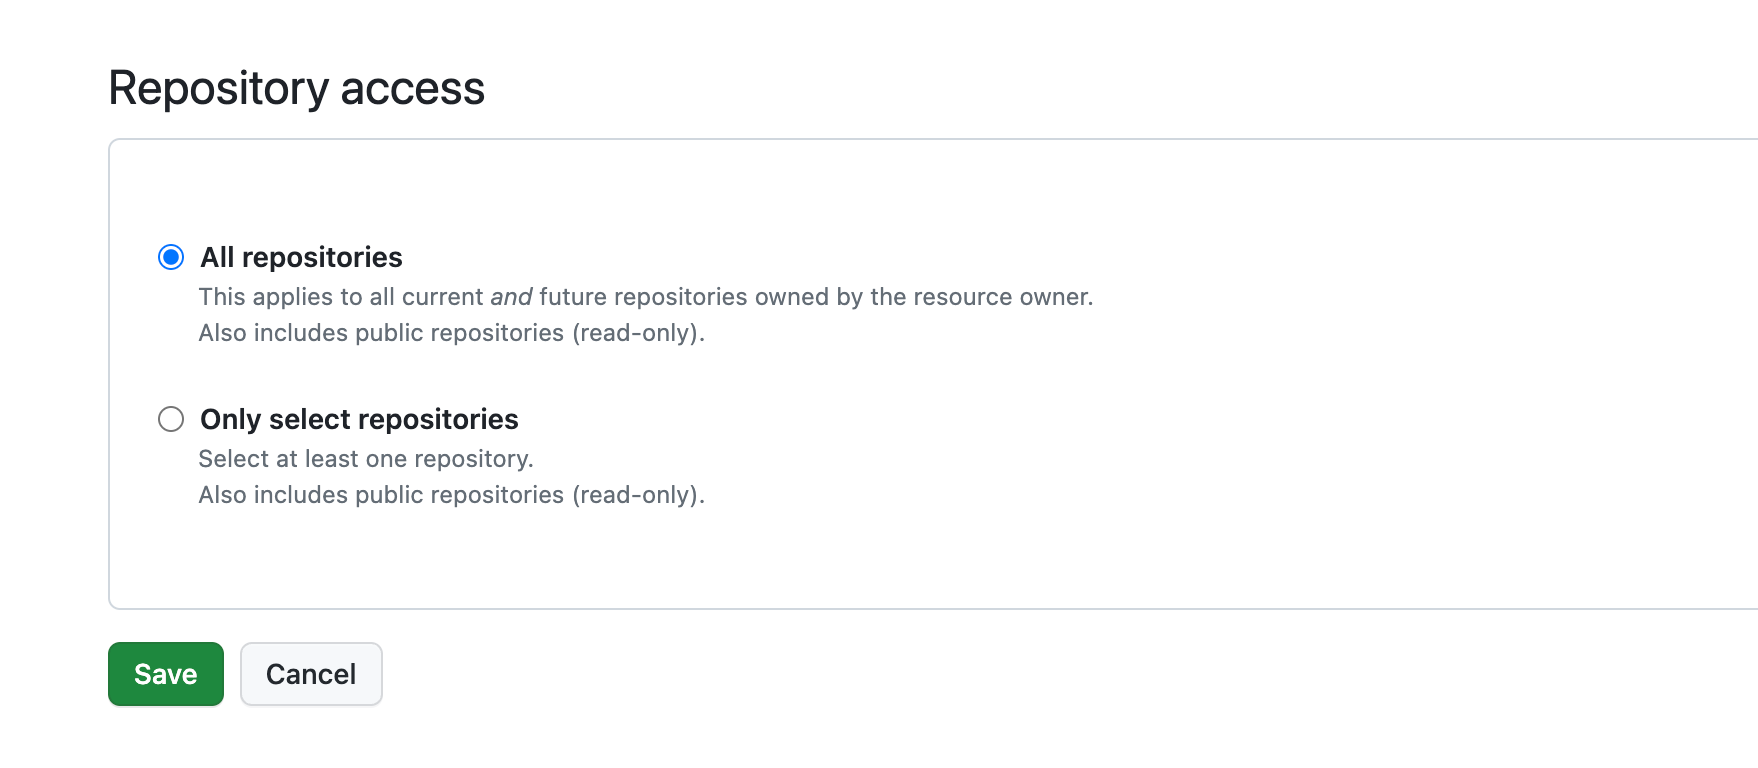 Repository access
All repositories
This applies to all current and future repositories owned by the resource owner.
Also includes public repositories (read-only).
Only select repositories
Select at least one repository.
Also includes public repositories (read-only).
Save
Cancel